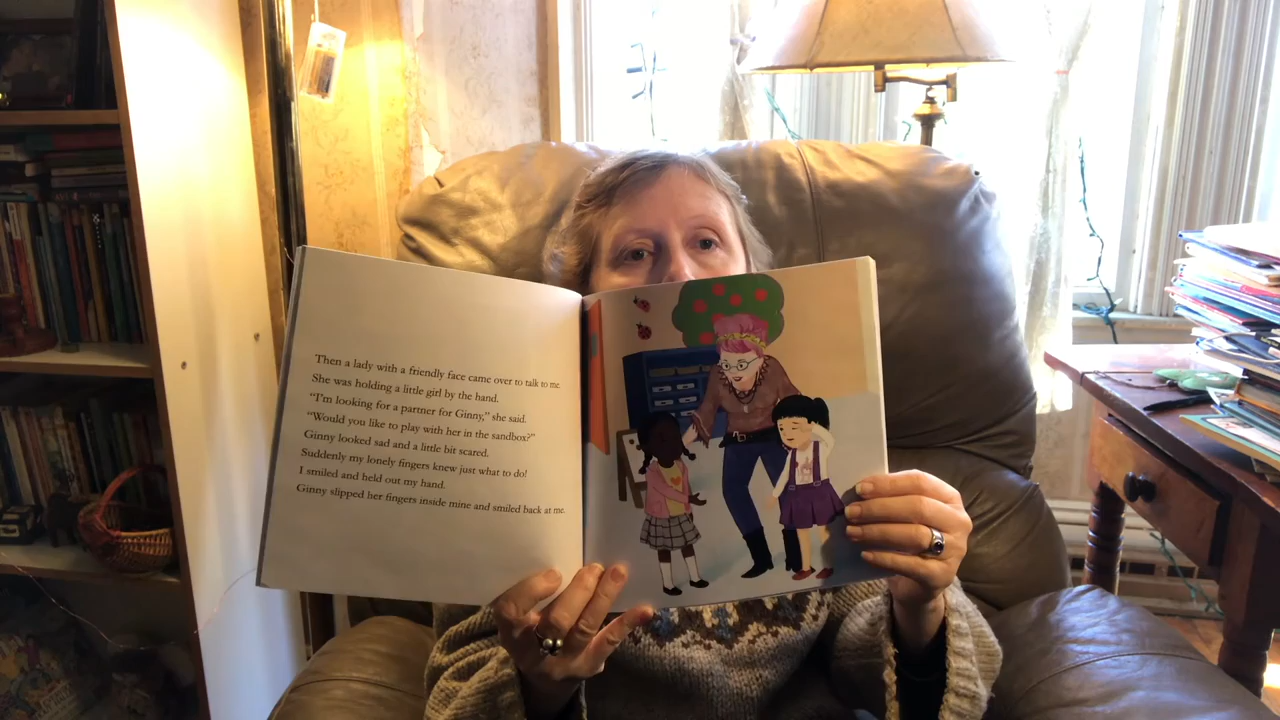 Then a lady with a friendly face came over to talk to me.
She was holding a little girl by the hand.
"I'm looking for a partner for Ginny," she said.
"Would you like to play with her in the sandbox?"
Ginny looked sad and a little bit scared.
Suddenly my lonely fingers knew just what to do!
I smiled and held out my hand.
Ginny slipped her fingers inside mine and smiled back at me.